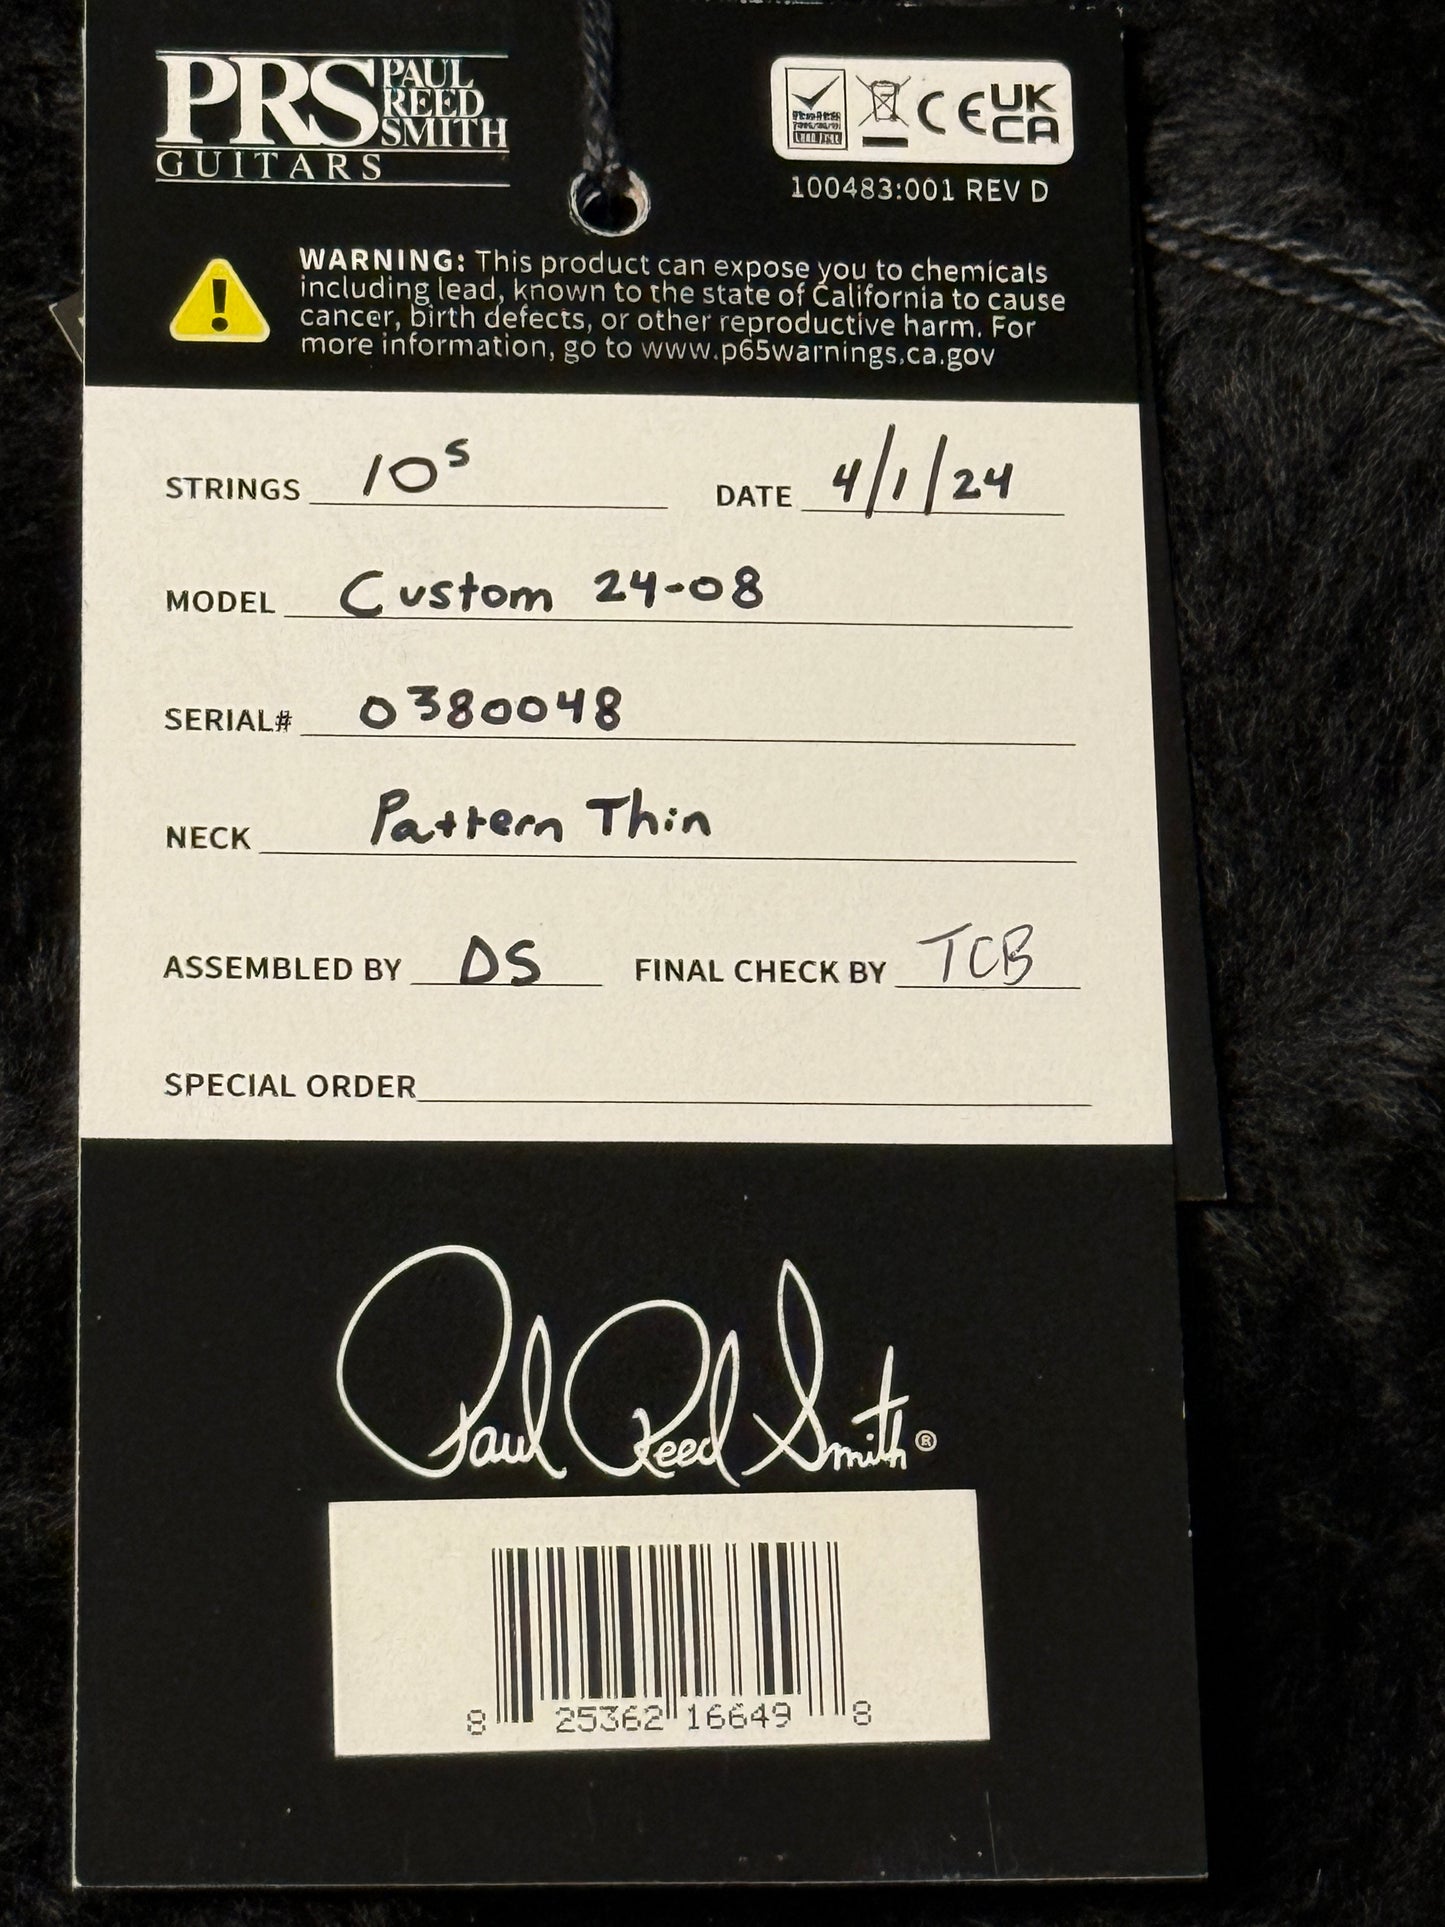 PRS PAUL REED SMITH
GUITARS
CE UKCA
100483:001 REV D
WARNING: This product can expose you to chemicals
including lead, known to the state of California to cause
cancer, birth defects, or other reproductive harm. For
more information, go to www.p65warnings.ca.gov
STRINGS 10s DATE 4/1/24
MODEL Custom 24-08
SERIAL# 0380048
NECK Pattern Thin
ASSEMBLED BY DS FINAL CHECK BY TCB
SPECIAL ORDER
Paul Reed Smith®
8 25362 16649 8